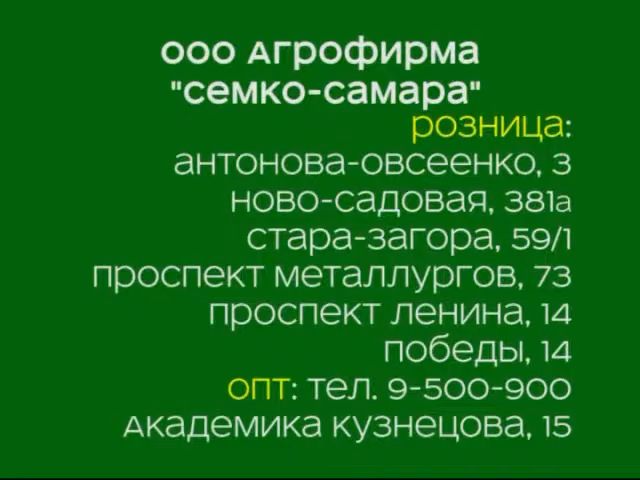 ооо Агрофирма
"семко-самара"
розница:
антонова-овсеенко, 3
ново-садовая, 381а
стара-загора, 59/1
проспект металлургов, 73
проспект ленина, 14
победы, 14
опт: тел. 9-500-900
Академика кузнецова, 15